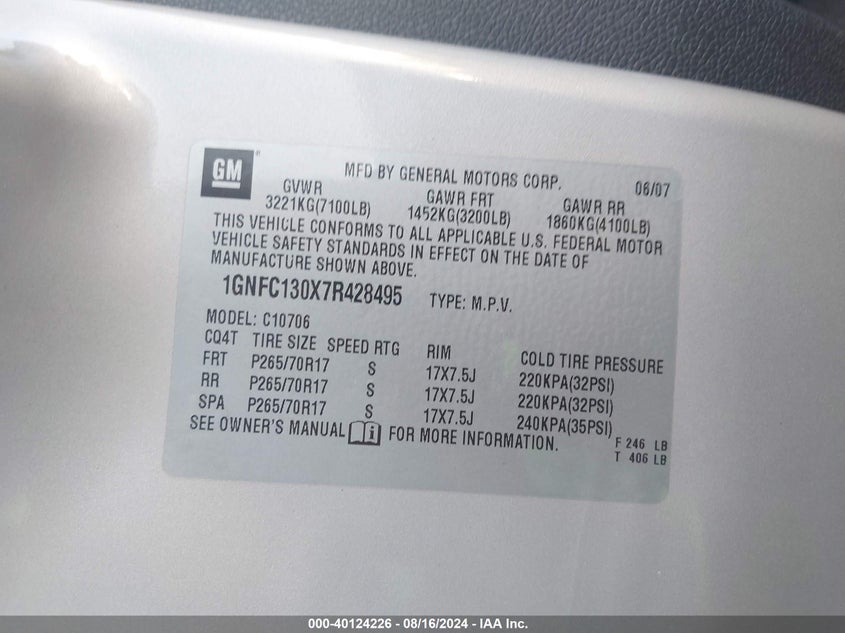 GM
MFD BY GENERAL MOTORS CORP. 06/07
GVWR GAWR FRT GAWR RR
3221KG(7100LB) 1452KG(3200LB) 1860KG(4100LB)
THIS VEHICLE CONFORMS TO ALL APPLICABLE U.S. FEDERAL MOTOR
VEHICLE SAFETY STANDARDS IN EFFECT ON THE DATE OF
MANUFACTURE SHOWN ABOVE.
1GNFC130X7R428495 TYPE: M.P.V.
MODEL: C10706
CQ4T TIRE SIZE SPEED RTG RIM COLD TIRE PRESSURE
FRT P265/70R17 S 17X7.5J 220KPA(32PSI)
RR P265/70R17 S 17X7.5J 220KPA(32PSI)
SPA P265/70R17 S 17X7.5J 240KPA(35PSI)
SEE OWNER'S MANUAL i FOR MORE INFORMATION.
F 246 LB
T 406 LB
000-40124226 - 08/16/2024 - IAA Inc.